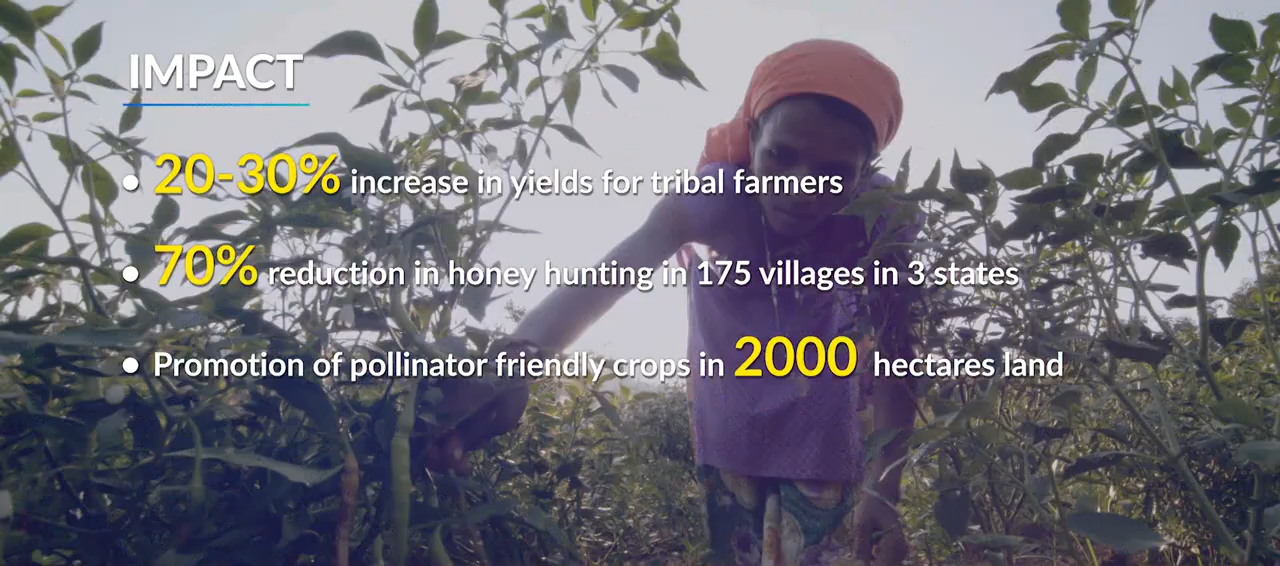 IMPACT
• 20-30% increase in yields for tribal farmers
• 70% reduction in honey hunting in 175 villages in 3 states
• Promotion of pollinator friendly crops in 2000 hectares land